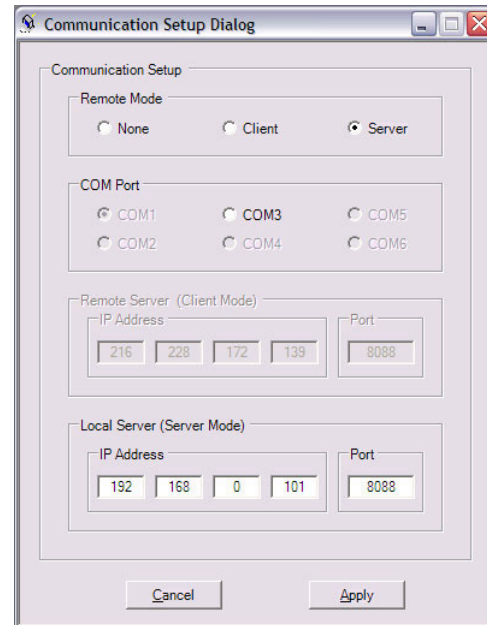 Communication Setup Dialog
Communication Setup
Remote Mode
None Client Server
COM Port
COM1 COM3 COM5
COM2 COM4 COM6
Remote Server (Client Mode)
IP Address Port
216 228 172 139 8088
Local Server (Server Mode)
IP Address Port
192 168 0 101 8088
Cancel Apply